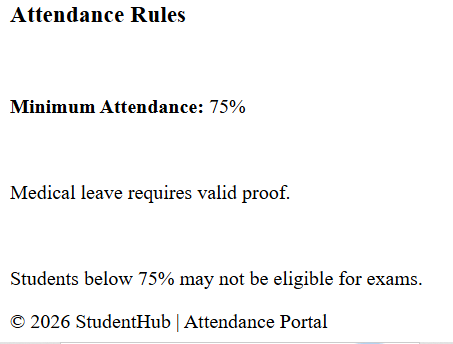 Attendance Rules
Minimum Attendance: 75%
Medical leave requires valid proof.
Students below 75% may not be eligible for exams.
© 2026 StudentHub | Attendance Portal